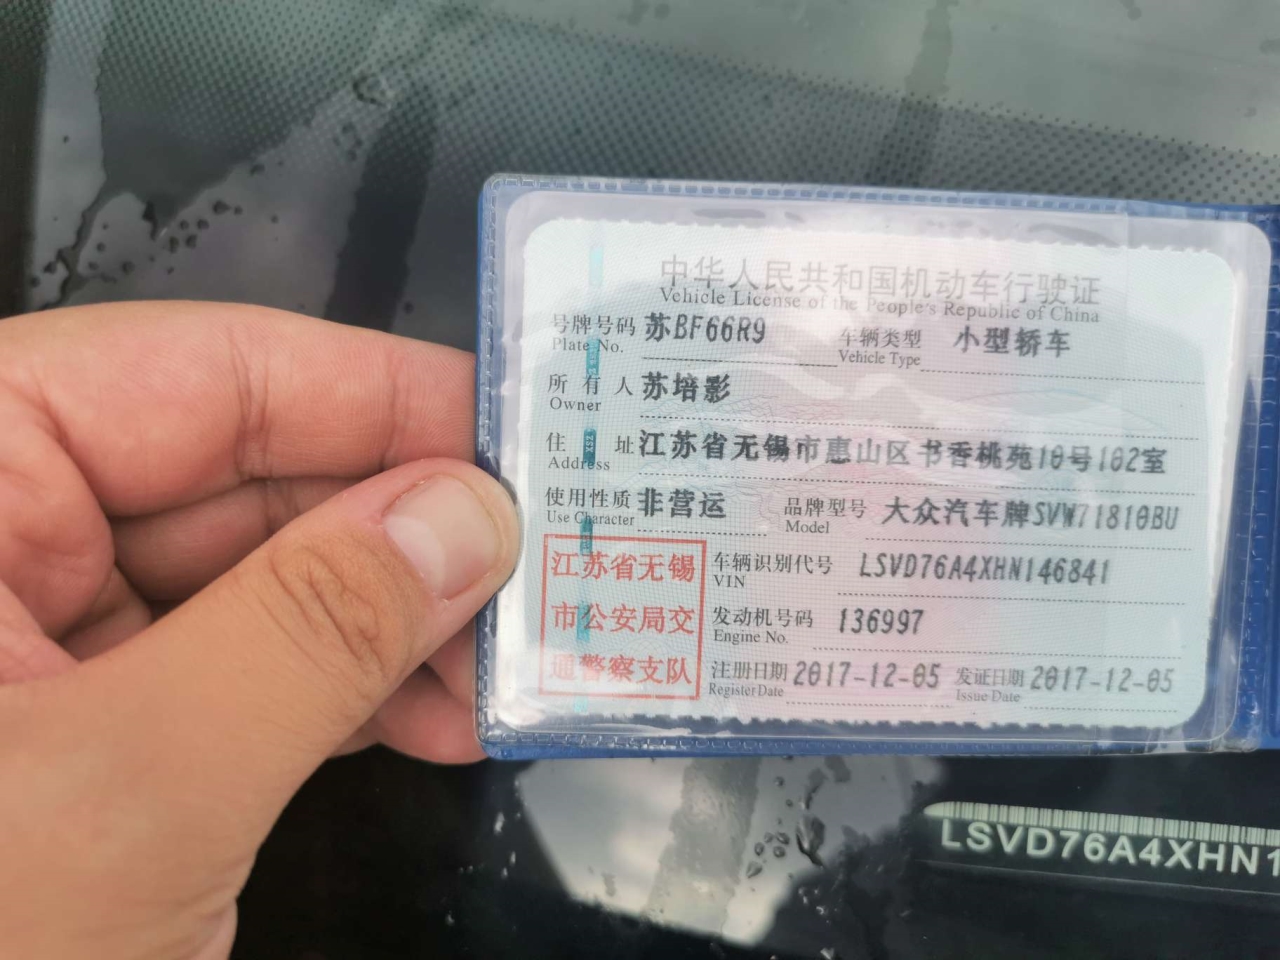 中华人民共和国机动车行驶证
Vehicle License of the People's Republic of China
号牌号码 苏BF66R9 车辆类型 小型轿车
Plate No. Vehicle Type
所有人 苏培影
Owner
住址 江苏省无锡市惠山区书香桃苑10号102室
Address
使用性质 非营运 品牌型号 大众汽车牌SVW71810BU
Use Character Model
江苏省无锡
市公安局交
通警察支队
车辆识别代号 LSVD76A4XHN146841
VIN
发动机号码 136997
Engine No.
注册日期 2017-12-05 发证日期 2017-12-05
Register Date Issue Date
LSVD76A4XHN1